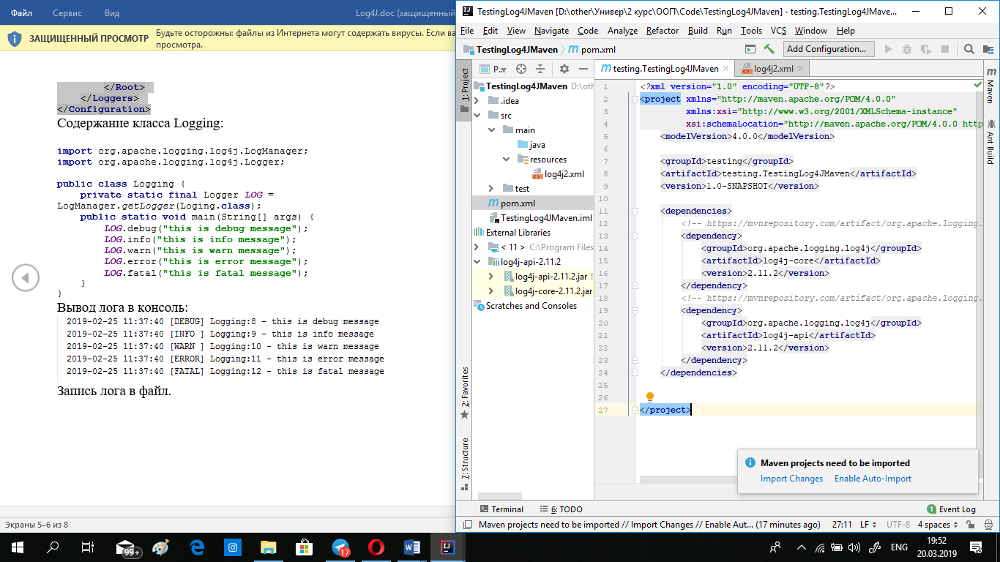 Файл Сервис Вид Log4J.doc (защищенный
ЗАЩИЩЕННЫЙ ПРОСМОТР Будьте осторожны: файлы из Интернета могут содержать вирусы. Если ва
просмотра.
</Root>
</Loggers>
</Configuration>
Содержание класса Logging:
import org.apache.logging.log4j.LogManager;
import org.apache.logging.log4j.Logger;
public class Logging {
private static final Logger LOG =
LogManager.getLogger(Loging.class);
public static void main(String[] args) {
LOG.debug("this is debug message");
LOG.info("this is info message");
LOG.warn("this is warn message");
LOG.error("this is error message");
LOG.fatal("this is fatal message");
}
}
Вывод лога в консоль:
2019-02-25 11:37:40 [DEBUG] Logging:8 - this is debug message
2019-02-25 11:37:40 [INFO ] Logging:9 - this is info message
2019-02-25 11:37:40 [WARN ] Logging:10 - this is warn message
2019-02-25 11:37:40 [ERROR] Logging:11 - this is error message
2019-02-25 11:37:40 [FATAL] Logging:12 - this is fatal message
Запись лога в файл.
Экраны 5–6 из 8
TestingLog4JMaven [D:\other\Универ\2 курс\ООП\Code\TestingLog4JMaven] - testing.TestingLog4JMave...
File Edit View Navigate Code Analyze Refactor Build Run Tools VCS Window Help
TestingLog4JMaven pom.xml Add Configuration...
1: Project
2: Favorites
7: Structure
P...
TestingLog4JMaven D:\oth
.idea
src
main
java
resources
log4j2.xml
test
pom.xml
TestingLog4JMaven.iml
External Libraries
< 11 > C:\Program Files
log4j-api-2.11.2
log4j-api-2.11.2.jar
log4j-core-2.11.2.jar
Scratches and Consoles
testing.TestingLog4JMaven log4j2.xml
1 <?xml version="1.0" encoding="UTF-8"?>
2 <project xmlns="http://maven.apache.org/POM/4.0.0"
3 xmlns:xsi="http://www.w3.org/2001/XMLSchema-instance"
4 xsi:schemaLocation="http://maven.apache.org/POM/4.0.0 http
5 <modelVersion>4.0.0</modelVersion>
6
7 <groupId>testing</groupId>
8 <artifactId>testing.TestingLog4JMaven</artifactId>
9 <version>1.0-SNAPSHOT</version>
10
11 <dependencies>
12 <!-- https://mvnrepository.com/artifact/org.apache.logging.
13 <dependency>
14 <groupId>org.apache.logging.log4j</groupId>
15 <artifactId>log4j-core</artifactId>
16 <version>2.11.2</version>
17 </dependency>
18 <!-- https://mvnrepository.com/artifact/org.apache.logging.
19 <dependency>
20 <groupId>org.apache.logging.log4j</groupId>
21 <artifactId>log4j-api</artifactId>
22 <version>2.11.2</version>
23 </dependency>
24 </dependencies>
25
26
27 </project>
Maven
Ant Build
Maven projects need to be imported
Import Changes Enable Auto-Import
Terminal 6: TODO 1 Event Log
Maven projects need to be imported // Import Changes // Enable Aut... (17 minutes ago) 27:11 LF UTF-8 4 spaces
99+ 17 ENG 19:52
20.03.2019